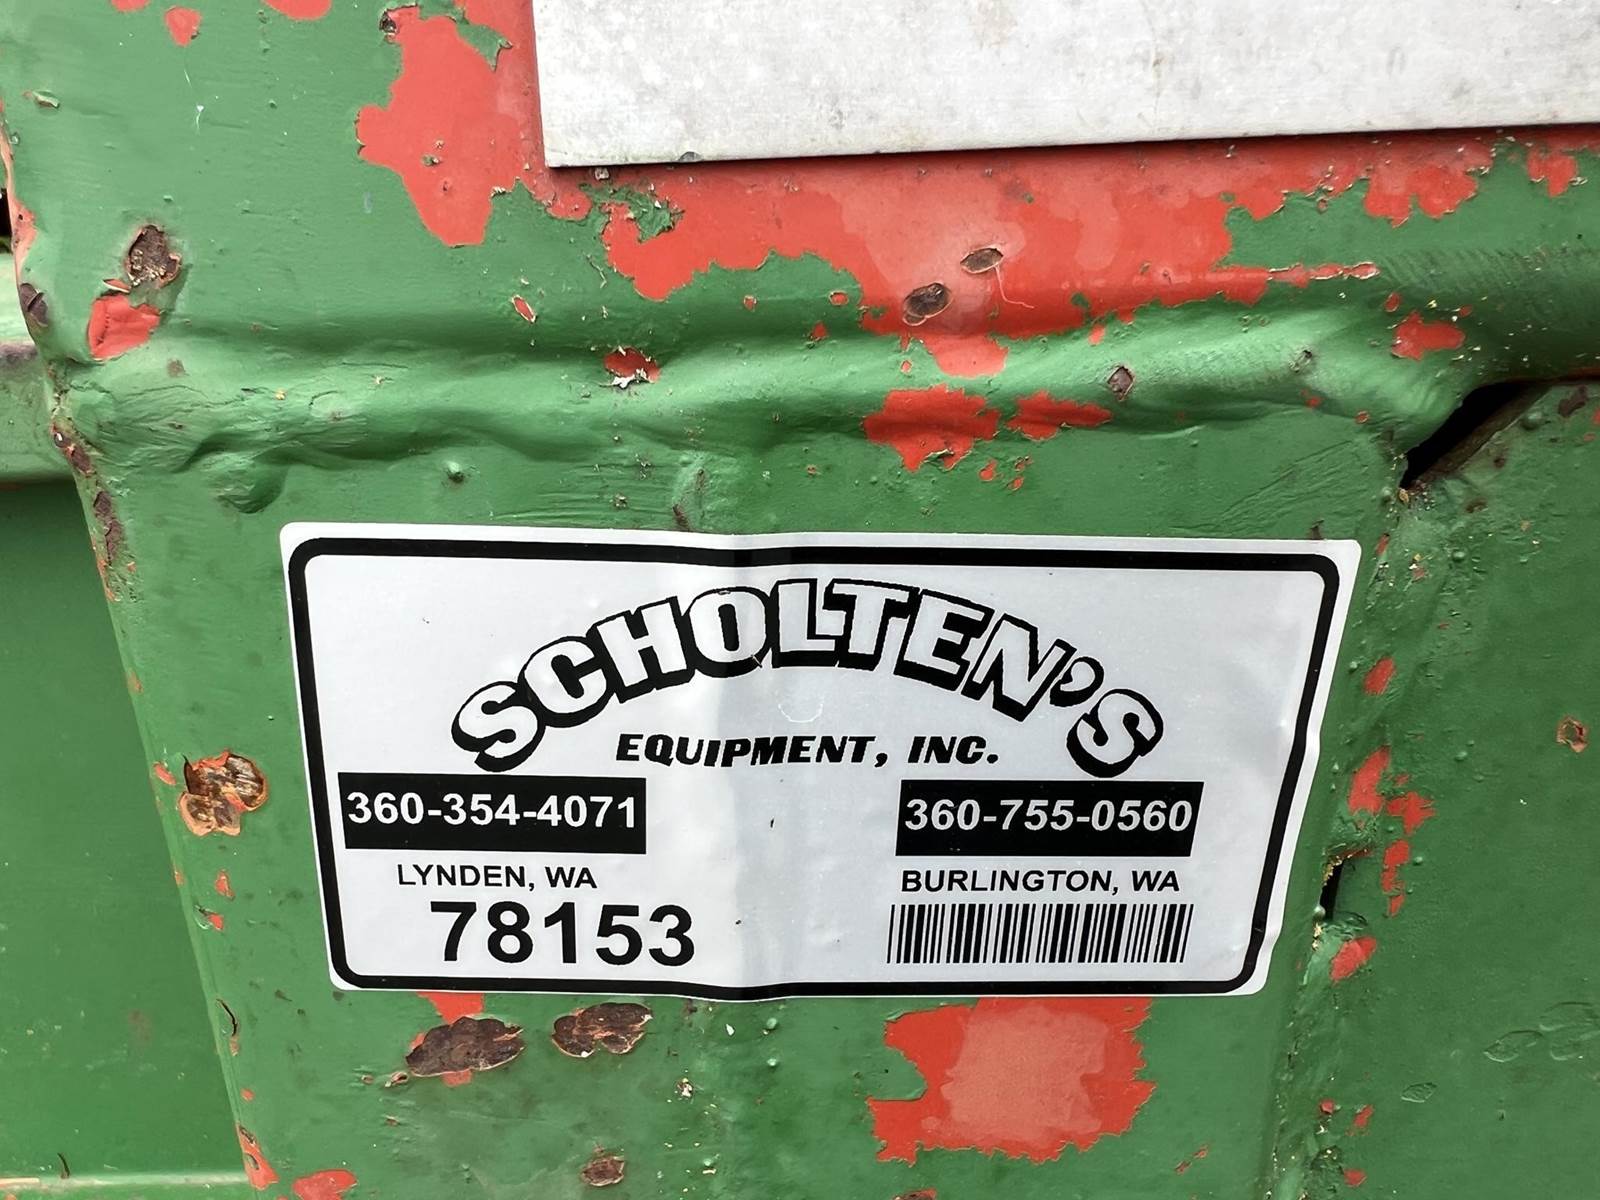 SCHOLTEN'S
EQUIPMENT, INC.
360-354-4071
LYNDEN, WA
78153
360-755-0560
BURLINGTON, WA